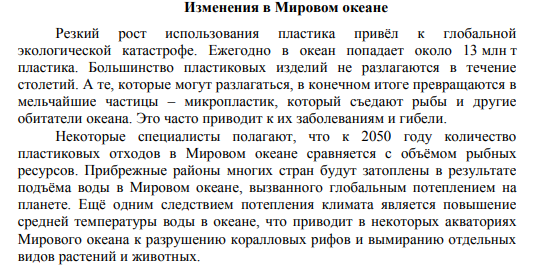 Изменения в Мировом океане
Резкий рост использования пластика привёл к глобальной
экологической катастрофе. Ежегодно в океан попадает около 13 млн т
пластика. Большинство пластиковых изделий не разлагаются в течение
столетий. А те, которые могут разлагаться, в конечном итоге превращаются в
мельчайшие частицы – микропластик, который съедают рыбы и другие
обитатели океана. Это часто приводит к их заболеваниям и гибели.
Некоторые специалисты полагают, что к 2050 году количество
пластиковых отходов в Мировом океане сравняется с объёмом рыбных
ресурсов. Прибрежные районы многих стран будут затоплены в результате
подъёма воды в Мировом океане, вызванного глобальным потеплением на
планете. Ещё одним следствием потепления климата является повышение
средней температуры воды в океане, что приводит в некоторых акваториях
Мирового океана к разрушению коралловых рифов и вымиранию отдельных
видов растений и животных.